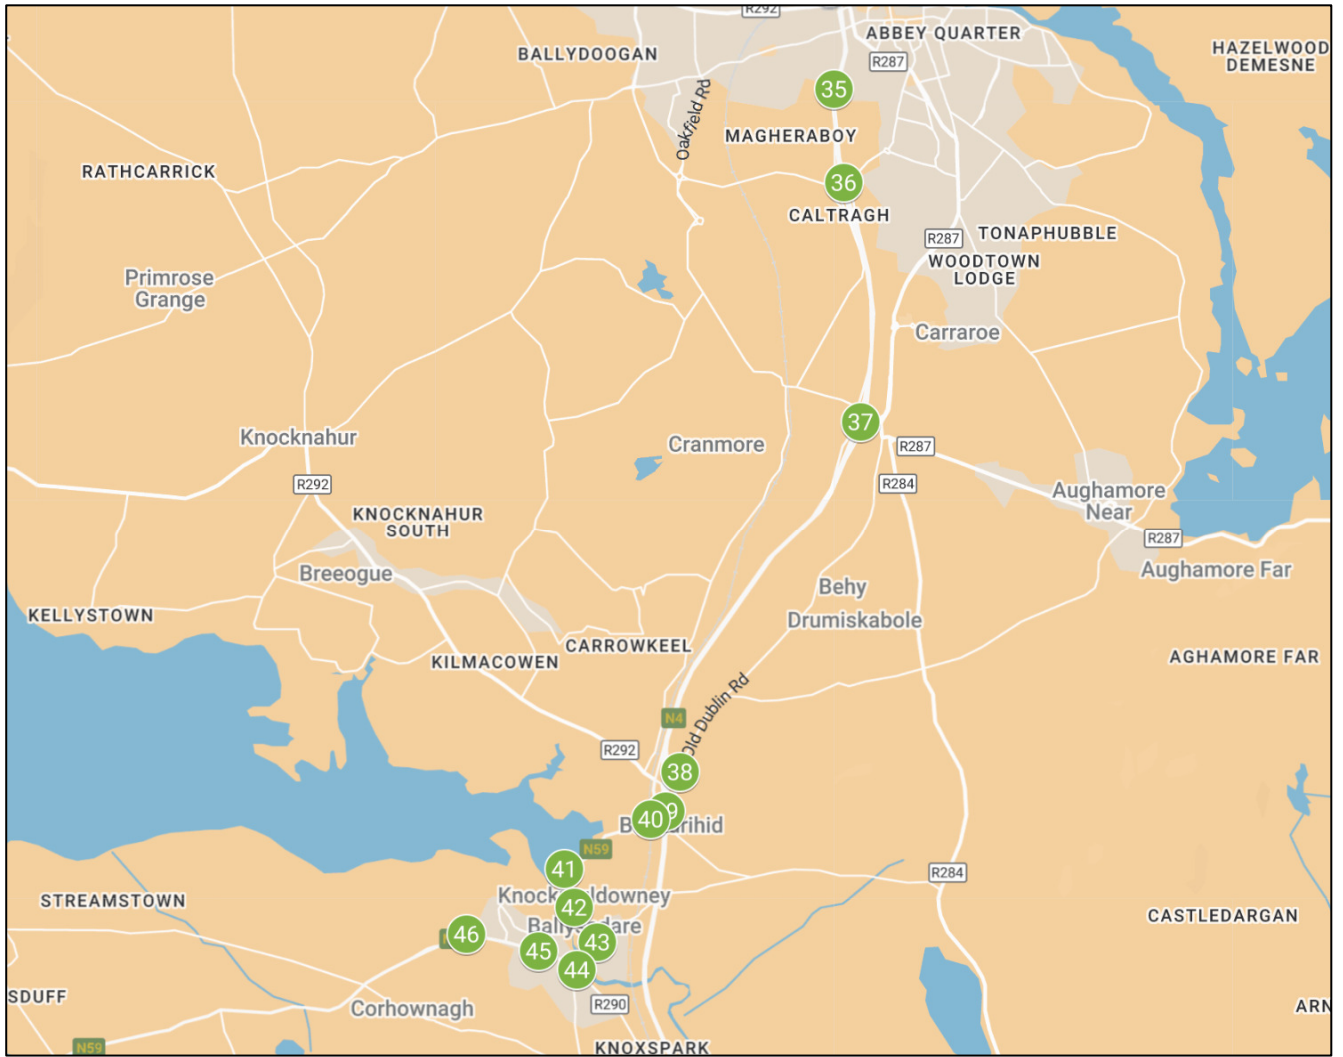 R292
ABBEY QUARTER
BALLYDOOGAN
HAZELWOOD
DEMESNE
R287
35
Oakfield Rd
MAGHERABOY
RATHCARRICK
36
CALTRAGH
TONAPHUBBLE
R287
WOODTOWN
LODGE
Primrose
Grange
Carraroe
37
Knocknahur
Cranmore
R287
R292
R284
Aughamore
Near
KNOCKNAHUR
SOUTH
R287
Breeogue
Aughamore Far
Behy
KELLYSTOWN
Drumiskabole
CARROWKEEL
KILMACOWEN
AGHAMORE FAR
Old Dublin Rd
N4
R292
38
40
N59
41
R284
42
STREAMSTOWN
CASTLEDARGAN
46
43
45
44
SDUFF
R290
Corhownagh
ARN
N59
KNOXSPARK